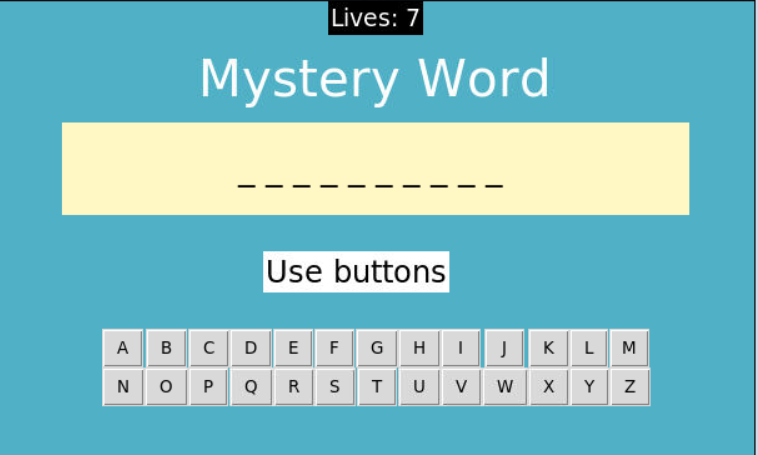 Lives: 7
Mystery Word
_ _ _ _ _ _ _ _ _ _
Use buttons
A B C D E F G H I J K L M
N O P Q R S T U V W X Y Z